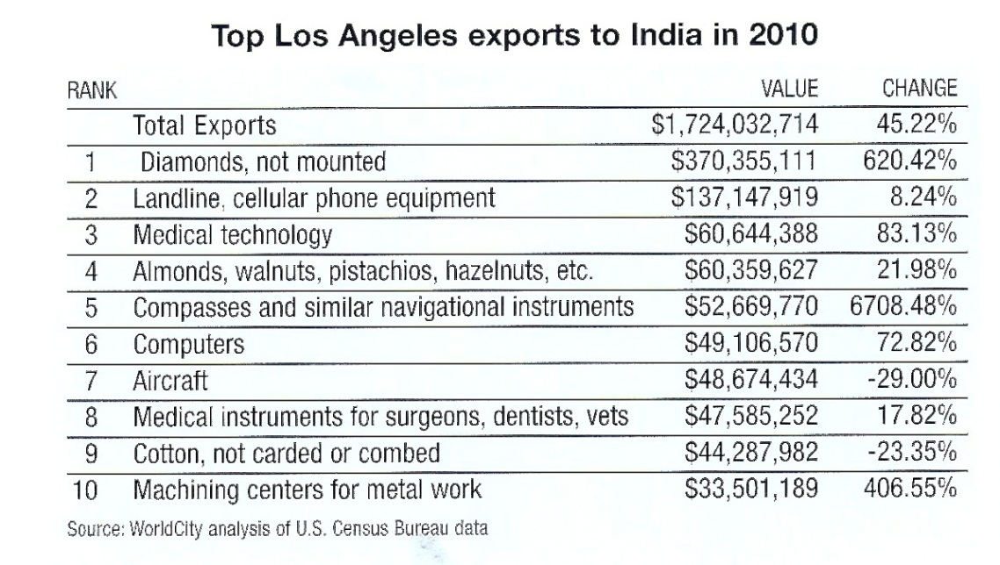 Top Los Angeles exports to India in 2010
RANK VALUE CHANGE
Total Exports $1,724,032,714 45.22%
1 Diamonds, not mounted $370,355,111 620.42%
2 Landline, cellular phone equipment $137,147,919 8.24%
3 Medical technology $60,644,388 83.13%
4 Almonds, walnuts, pistachios, hazelnuts, etc. $60,359,627 21.98%
5 Compasses and similar navigational instruments $52,669,770 6708.48%
6 Computers $49,106,570 72.82%
7 Aircraft $48,674,434 -29.00%
8 Medical instruments for surgeons, dentists, vets $47,585,252 17.82%
9 Cotton, not carded or combed $44,287,982 -23.35%
10 Machining centers for metal work $33,501,189 406.55%
Source: WorldCity analysis of U.S. Census Bureau data